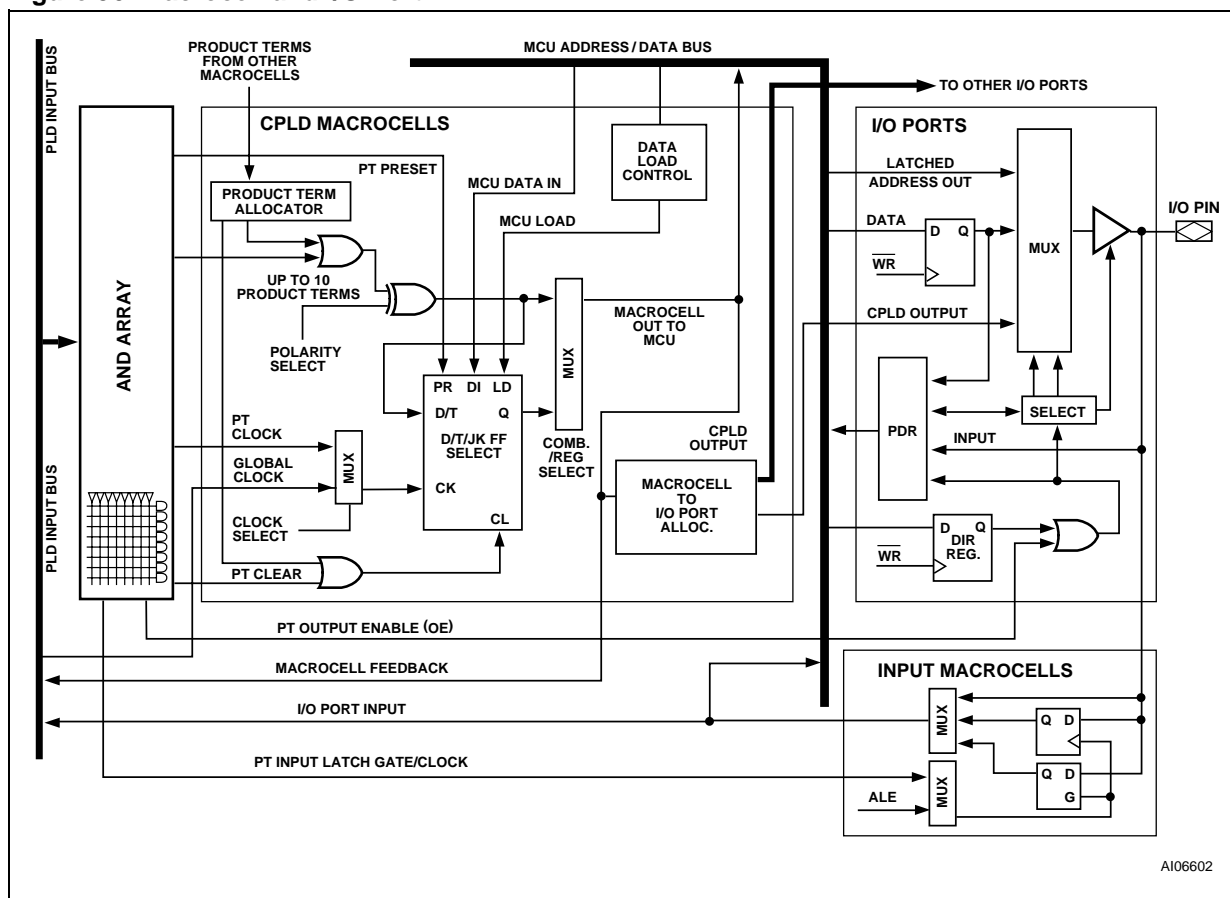 PRODUCT TERMS
FROM OTHER
MACROCELLS
MCU ADDRESS / DATA BUS
TO OTHER I/O PORTS
PLD INPUT BUS
PLD INPUT BUS
AND ARRAY
CPLD MACROCELLS
PT PRESET
PRODUCT TERM
ALLOCATOR
MCU DATA IN
DATA
LOAD
CONTROL
MCU LOAD
UP TO 10
PRODUCT TERMS
POLARITY
SELECT
PR DI LD
D/T Q
D/T/JK FF
SELECT
CK
CL
MUX
COMB.
/REG
SELECT
MACROCELL
OUT TO
MCU
PT
CLOCK
GLOBAL
CLOCK
CLOCK
SELECT
MUX
PT CLEAR
CPLD
OUTPUT
MACROCELL
TO
I/O PORT
ALLOC.
I/O PORTS
LATCHED
ADDRESS OUT
DATA
D Q
WR
MUX
I/O PIN
CPLD OUTPUT
PDR
SELECT
INPUT
D Q
DIR
REG.
WR
PT OUTPUT ENABLE (OE)
MACROCELL FEEDBACK
I/O PORT INPUT
PT INPUT LATCH GATE/CLOCK
INPUT MACROCELLS
MUX
Q D
Q D
G
MUX
ALE
AI06602